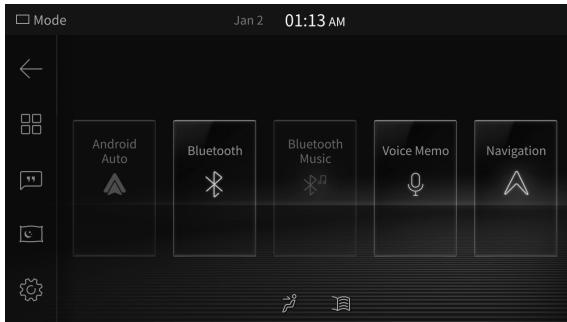 Mode
Jan 2
01:13 AM
Android
Auto
Bluetooth
Bluetooth
Music
Voice Memo
Navigation